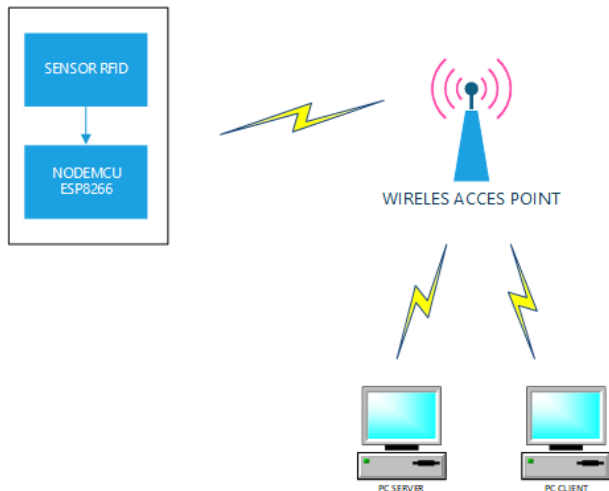 SENSOR RFID
NODEMCU
ESP8266
WIRELES ACCES POINT
PC SERVER
PC CLIENT